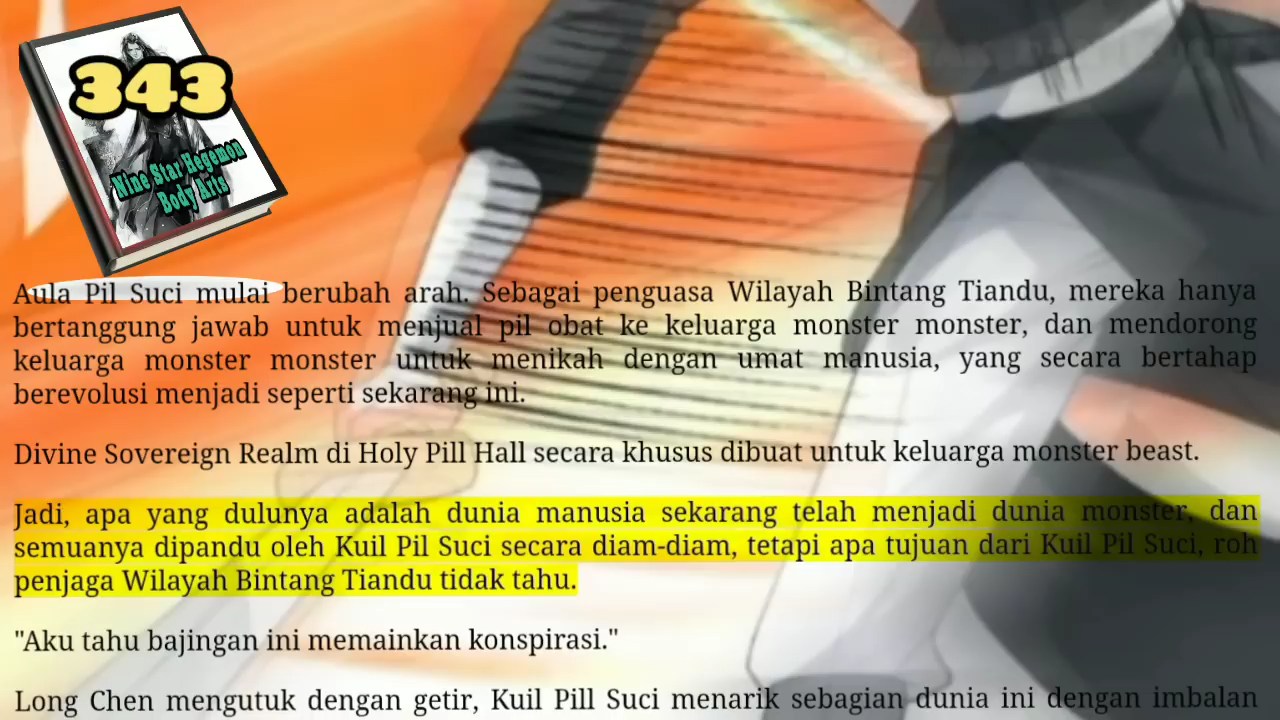 343
Nine Star Hegemon
Body Arts
Aula Pil Suci mulai berubah arah. Sebagai penguasa Wilayah Bintang Tiandu, mereka hanya
bertanggung jawab untuk menjual pil obat ke keluarga monster monster, dan mendorong
keluarga monster monster untuk menikah dengan umat manusia, yang secara bertahap
berevolusi menjadi seperti sekarang ini.
Divine Sovereign Realm di Holy Pill Hall secara khusus dibuat untuk keluarga monster beast.
Jadi, apa yang dulunya adalah dunia manusia sekarang telah menjadi dunia monster, dan
semuanya dipandu oleh Kuil Pil Suci secara diam-diam, tetapi apa tujuan dari Kuil Pil Suci, roh
penjaga Wilayah Bintang Tiandu tidak tahu.
"Aku tahu bajingan ini memainkan konspirasi."
Long Chen mengutuk dengan getir, Kuil Pill Suci menarik sebagian dunia ini dengan imbalan